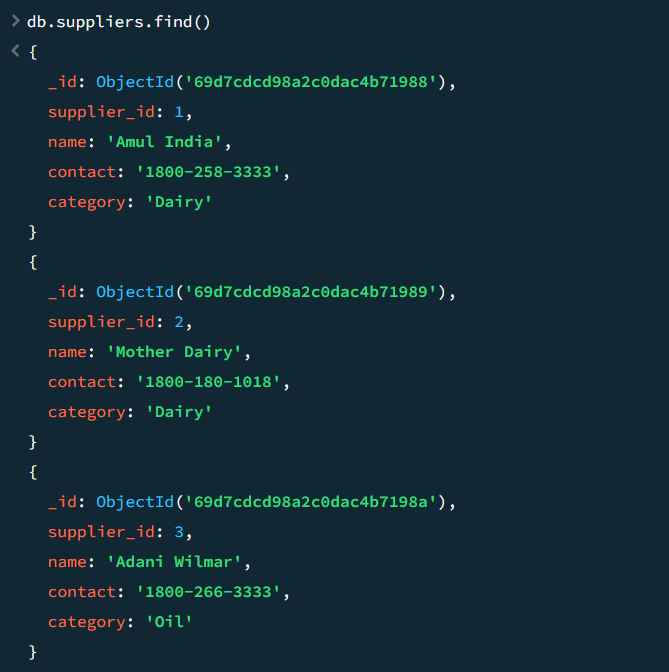 > db.suppliers.find()
< {
_id: ObjectId('69d7cdcd98a2c0dac4b71988'),
supplier_id: 1,
name: 'Amul India',
contact: '1800-258-3333',
category: 'Dairy'
}
{
_id: ObjectId('69d7cdcd98a2c0dac4b71989'),
supplier_id: 2,
name: 'Mother Dairy',
contact: '1800-180-1018',
category: 'Dairy'
}
{
_id: ObjectId('69d7cdcd98a2c0dac4b7198a'),
supplier_id: 3,
name: 'Adani Wilmar',
contact: '1800-266-3333',
category: 'Oil'
}